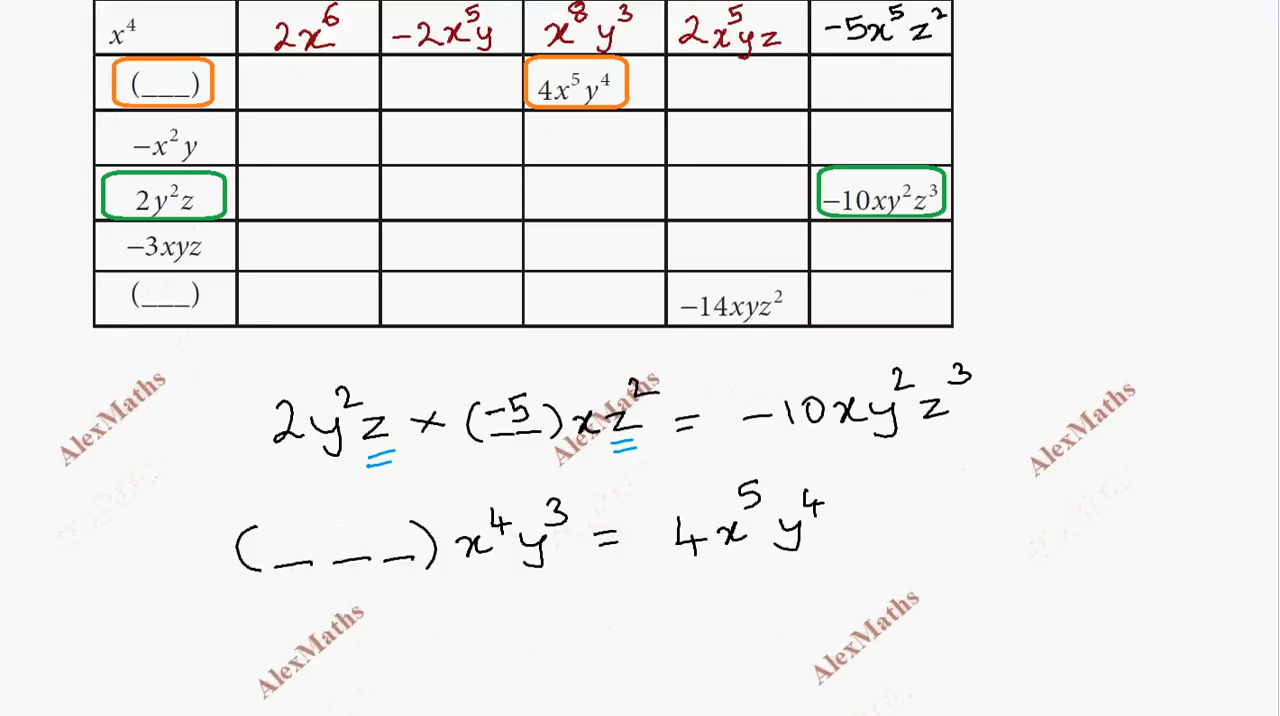 x⁴ 2x⁶ -2x⁵y x⁸y³ 2x⁵yz -5x⁵z²
(___) 4x⁵y⁴
-x²y
2y²z -10xy²z³
-3xyz
(___) -14xyz²
2y²z × (-5)xz² = -10xy²z³
(_ _ _)x⁴y³ = 4x⁵y⁴
AlexMaths
AlexMaths
AlexMaths
AlexMaths
AlexMaths